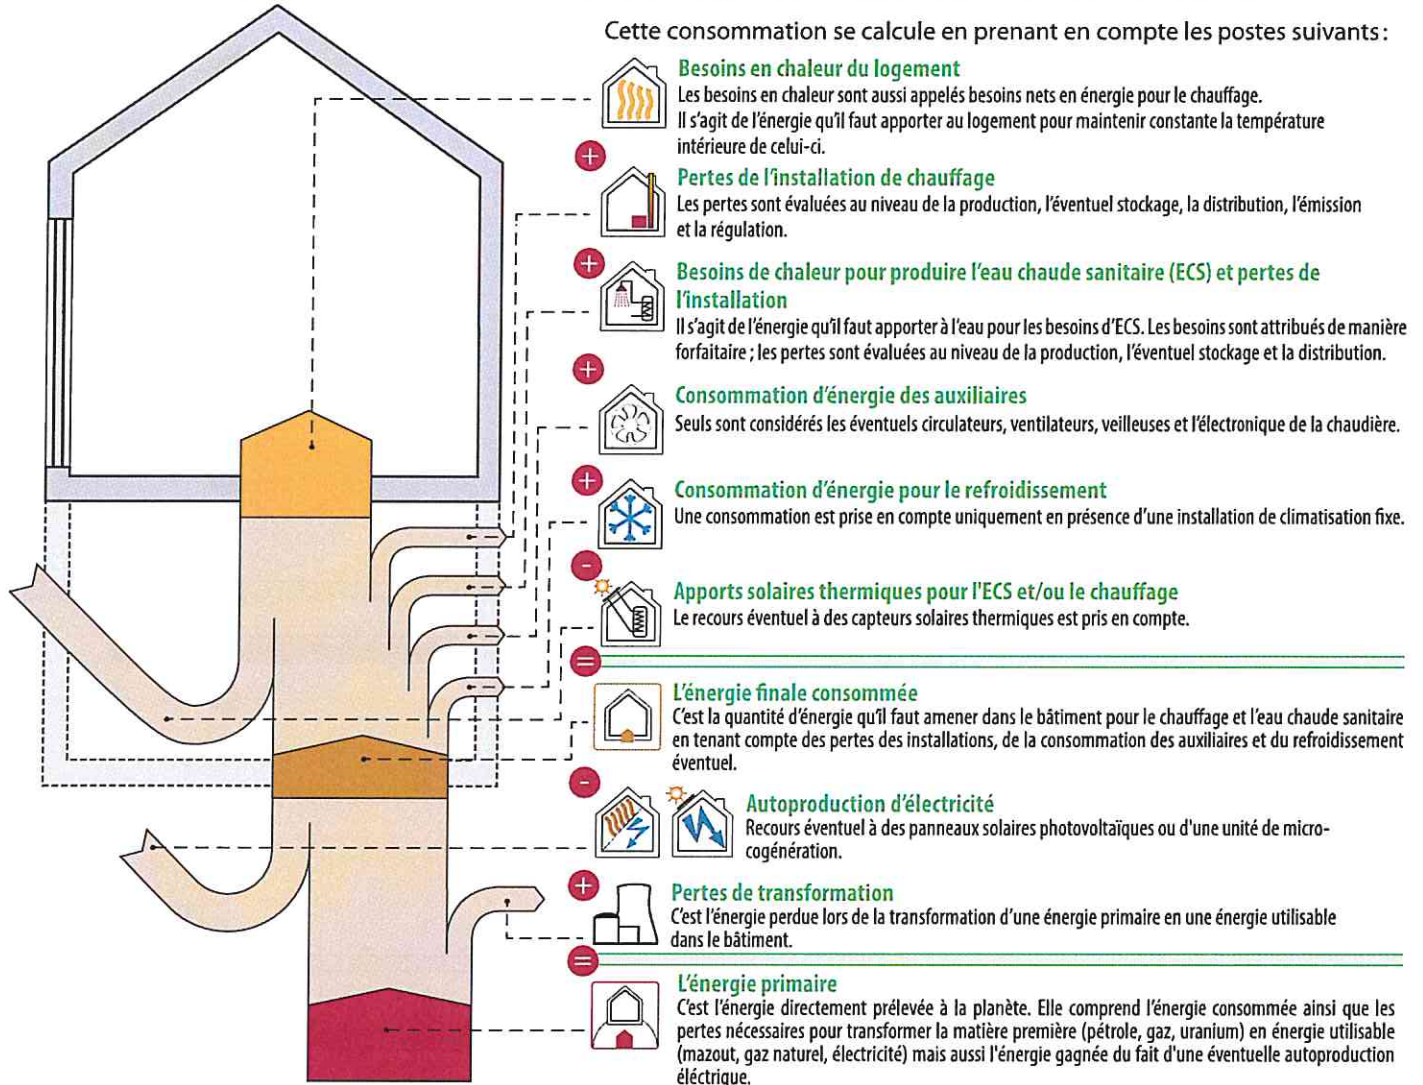 Cette consommation se calcule en prenant en compte les postes suivants :
Besoins en chaleur du logement
Les besoins en chaleur sont aussi appelés besoins nets en énergie pour le chauffage.
Il s'agit de l'énergie qu'il faut apporter au logement pour maintenir constante la température
intérieure de celui-ci.
+
Pertes de l'installation de chauffage
Les pertes sont évaluées au niveau de la production, l'éventuel stockage, la distribution, l'émission
et la régulation.
+
Besoins de chaleur pour produire l'eau chaude sanitaire (ECS) et pertes de
l'installation
Il s'agit de l'énergie qu'il faut apporter à l'eau pour les besoins d'ECS. Les besoins sont attribués de manière
forfaitaire ; les pertes sont évaluées au niveau de la production, l'éventuel stockage et la distribution.
+
Consommation d'énergie des auxiliaires
Seuls sont considérés les éventuels circulateurs, ventilateurs, veilleuses et l'électronique de la chaudière.
+
Consommation d'énergie pour le refroidissement
Une consommation est prise en compte uniquement en présence d'une installation de climatisation fixe.
-
Apports solaires thermiques pour l'ECS et/ou le chauffage
Le recours éventuel à des capteurs solaires thermiques est pris en compte.
=
L'énergie finale consommée
C'est la quantité d'énergie qu'il faut amener dans le bâtiment pour le chauffage et l'eau chaude sanitaire
en tenant compte des pertes des installations, de la consommation des auxiliaires et du refroidissement
éventuel.
-
Autoproduction d'électricité
Recours éventuel à des panneaux solaires photovoltaïques ou d'une unité de micro-
cogénération.
+
Pertes de transformation
C'est l'énergie perdue lors de la transformation d'une énergie primaire en une énergie utilisable
dans le bâtiment.
=
L'énergie primaire
C'est l'énergie directement prélevée à la planète. Elle comprend l'énergie consommée ainsi que les
pertes nécessaires pour transformer la matière première (pétrole, gaz, uranium) en énergie utilisable
(mazout, gaz naturel, électricité) mais aussi l'énergie gagnée du fait d'une éventuelle autoproduction
électrique.